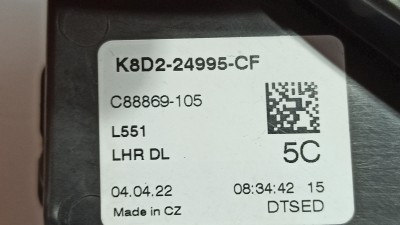 K8D2-24995-CF
C88869-105
L551
LHR DL 5C
04.04.22 08:34:42 15
Made in CZ DTSED